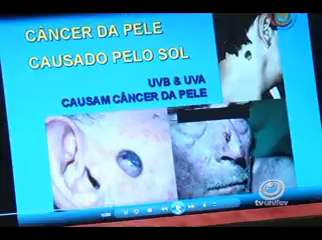 CÂNCER DA PELE
CAUSADO PELO SOL
UVB & UVA
CAUSAM CÂNCER DA PELE
tvunifev